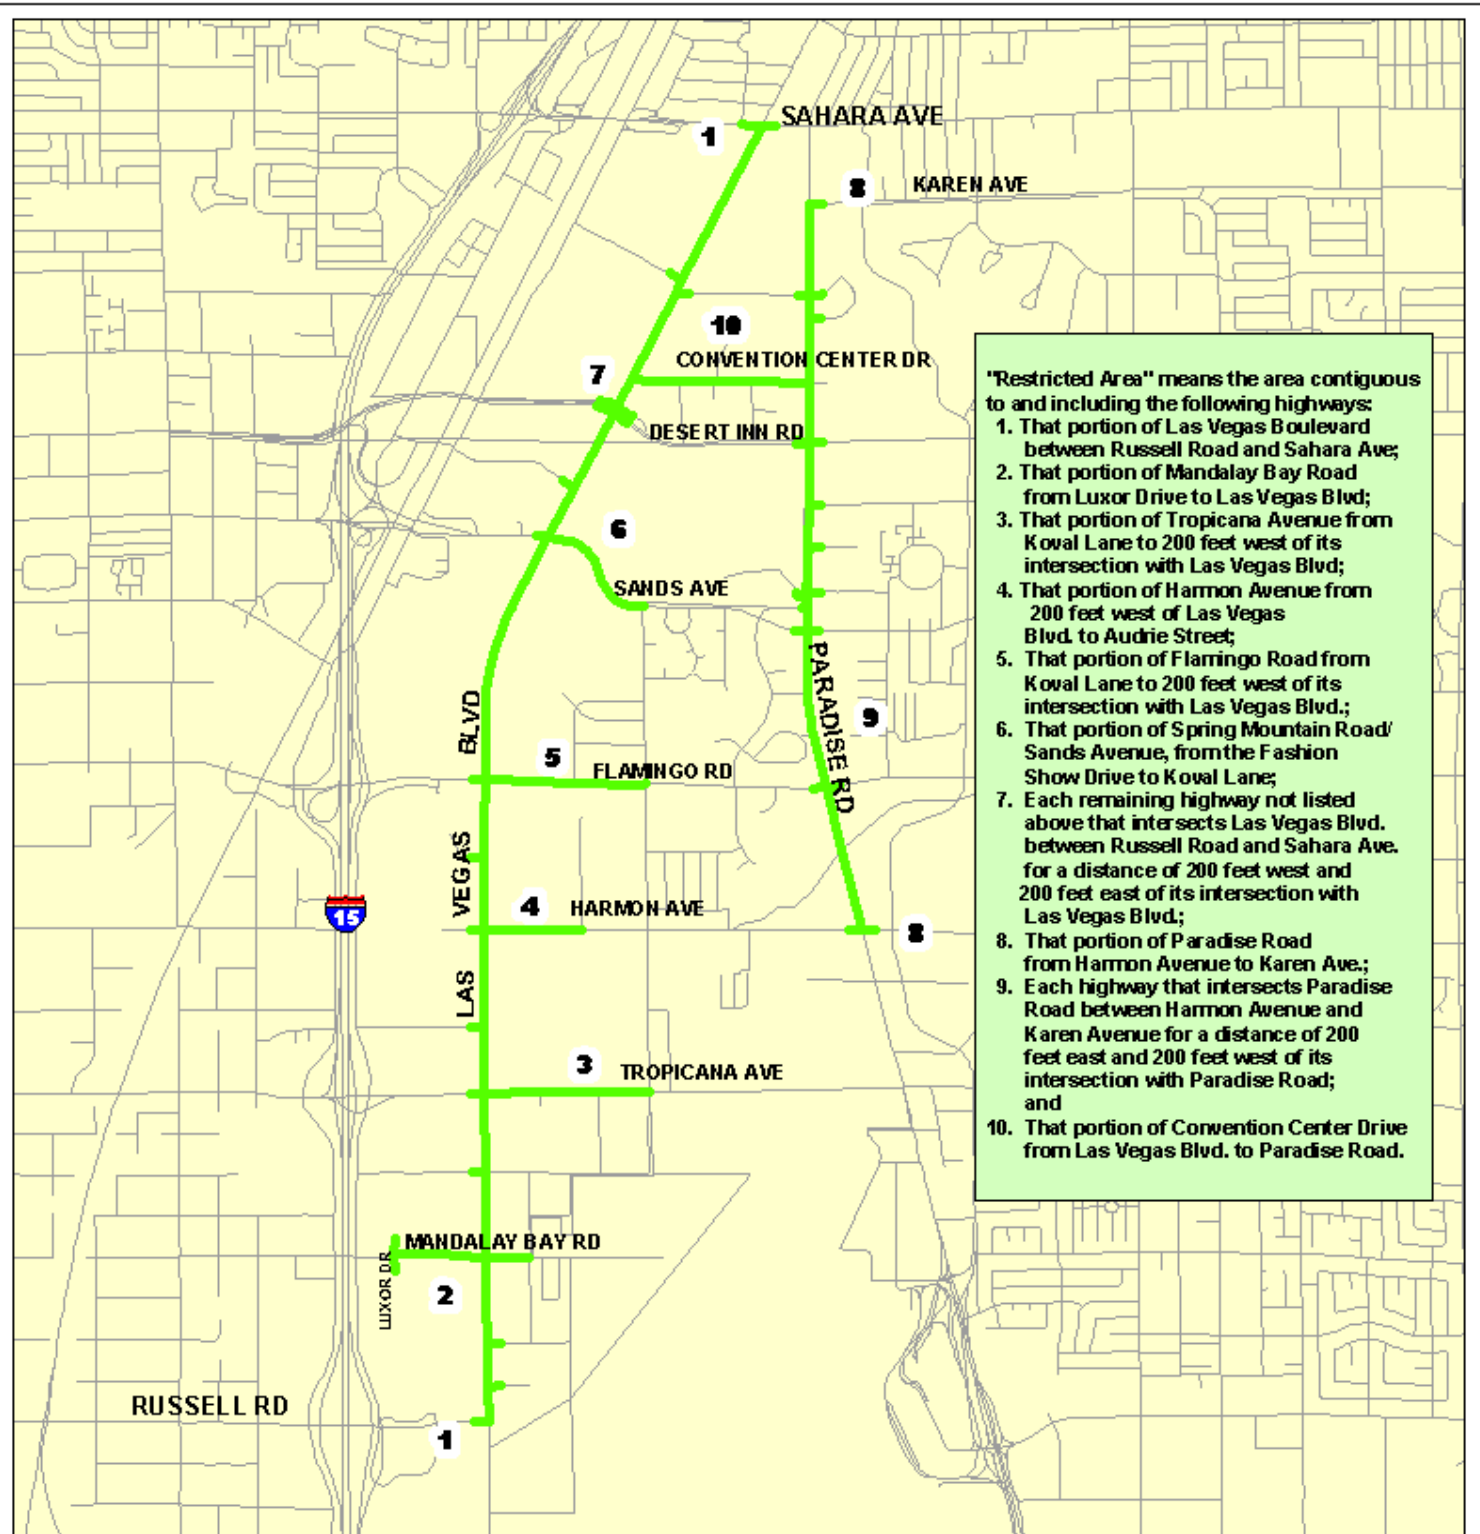 SAHARA AVE
1
8
KAREN AVE
10
7
CONVENTION CENTER DR
DESERT INN RD
6
SANDS AVE
PARADISE RD
9
BLVD
5
FLAMINGO RD
VEGAS
4
HARMON AVE
8
15
LAS
3
TROPICANA AVE
MANDALAY BAY RD
LUXOR DR
2
RUSSELL RD
1
"Restricted Area" means the area contiguous
to and including the following highways:
1. That portion of Las Vegas Boulevard
between Russell Road and Sahara Ave;
2. That portion of Mandalay Bay Road
from Luxor Drive to Las Vegas Blvd;
3. That portion of Tropicana Avenue from
Koval Lane to 200 feet west of its
intersection with Las Vegas Blvd;
4. That portion of Harmon Avenue from
200 feet west of Las Vegas
Blvd. to Audrie Street;
5. That portion of Flamingo Road from
Koval Lane to 200 feet west of its
intersection with Las Vegas Blvd.;
6. That portion of Spring Mountain Road/
Sands Avenue, from the Fashion
Show Drive to Koval Lane;
7. Each remaining highway not listed
above that intersects Las Vegas Blvd.
between Russell Road and Sahara Ave.
for a distance of 200 feet west and
200 feet east of its intersection with
Las Vegas Blvd.;
8. That portion of Paradise Road
from Harmon Avenue to Karen Ave.;
9. Each highway that intersects Paradise
Road between Harmon Avenue and
Karen Avenue for a distance of 200
feet east and 200 feet west of its
intersection with Paradise Road;
and
10. That portion of Convention Center Drive
from Las Vegas Blvd. to Paradise Road.